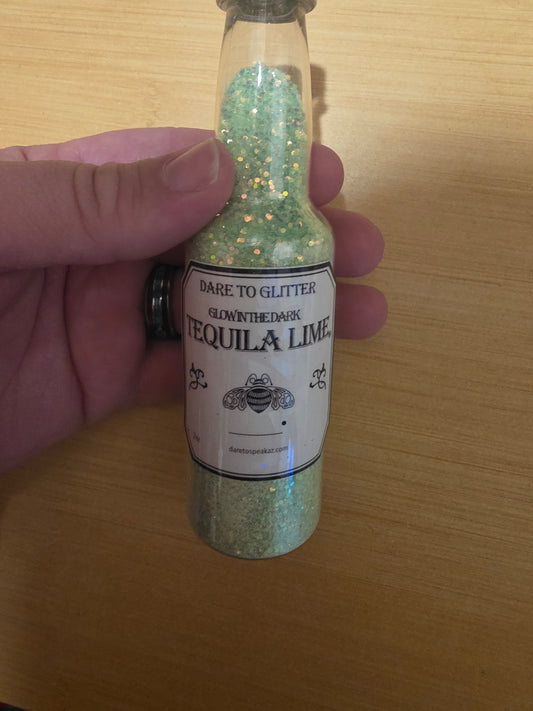 DARE TO GLITTER
GLOW IN THE DARK
TEQUILA LIME
daretospeakaz.com